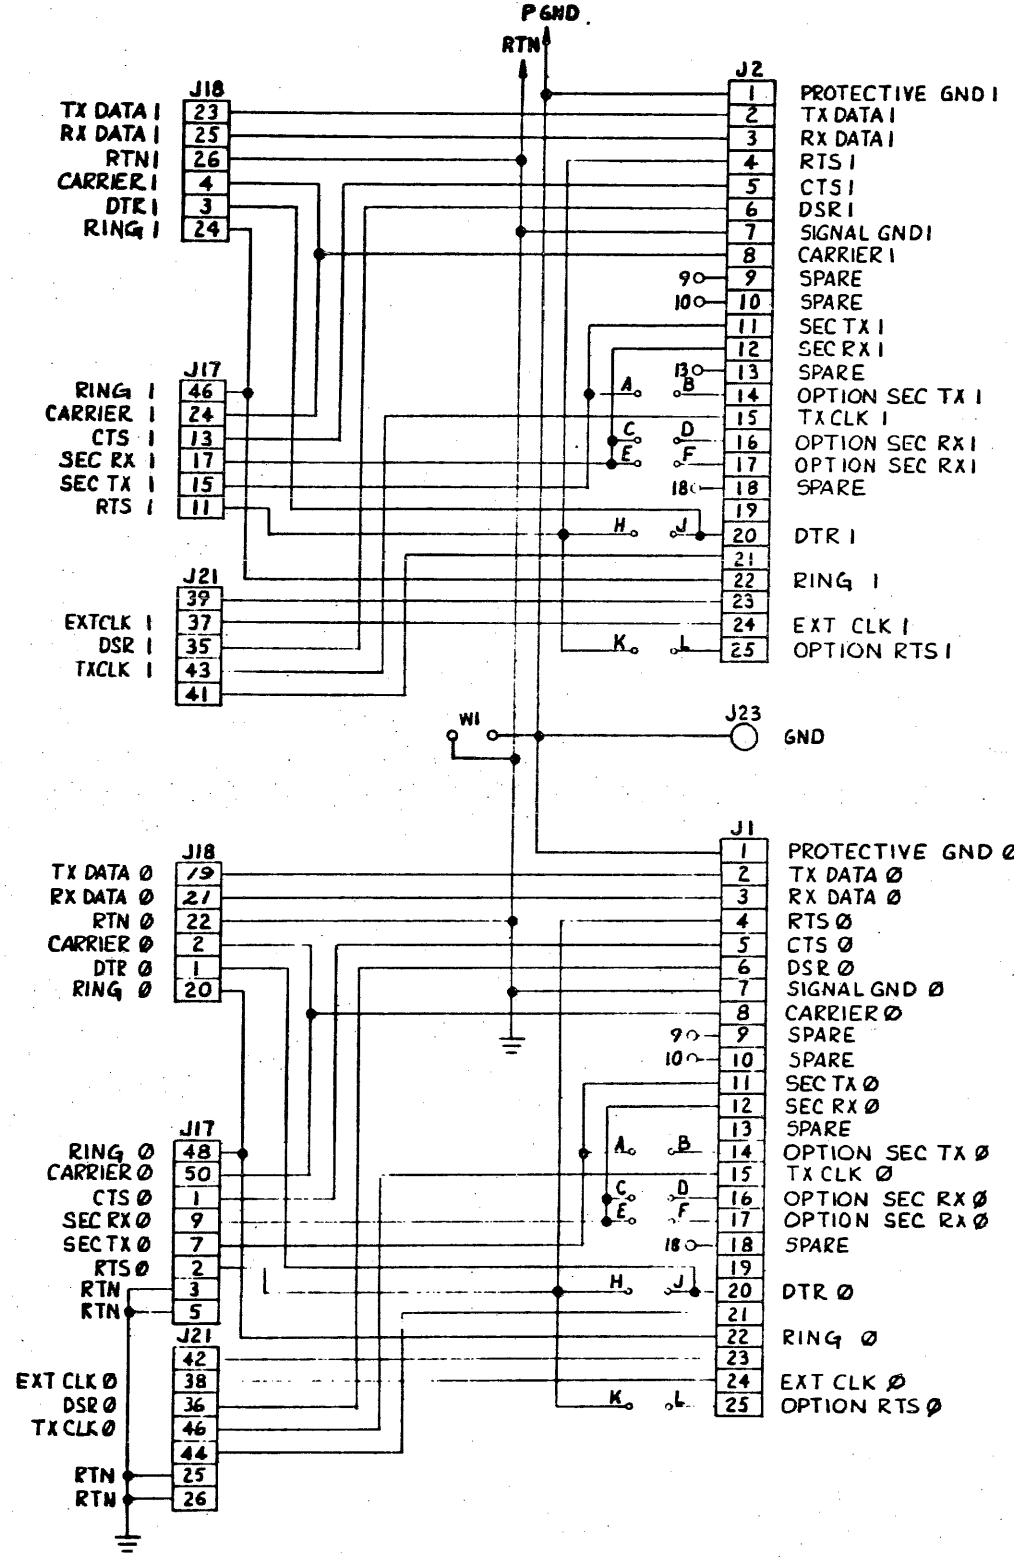 PGND
RTN
J18
J2
1 PROTECTIVE GND 1
TX DATA 1 23 2 TX DATA 1
RX DATA 1 25 3 RX DATA 1
RTN 1 26 4 RTS 1
CARRIER 1 4 5 CTS 1
DTR 1 3 6 DSR 1
RING 1 24 7 SIGNAL GND 1
8 CARRIER 1
9 9 SPARE
10 10 SPARE
11 SEC TX 1
12 SEC RX 1
J17 13 13 SPARE
RING 1 46 A B 14 OPTION SEC TX 1
CARRIER 1 24 15 TX CLK 1
CTS 1 13 C D 16 OPTION SEC RX 1
SEC RX 1 17 E F 17 OPTION SEC RX 1
SEC TX 1 15 18 18 SPARE
RTS 1 11 19
H J 20 DTR 1
21
J21 22 RING 1
39 23
EXT CLK 1 37 24 EXT CLK 1
DSR 1 35 K L 25 OPTION RTS 1
TXCLK 1 43
41
W1 J23 GND
J1
J18 1 PROTECTIVE GND Ø
TX DATA Ø 19 2 TX DATA Ø
RX DATA Ø 21 3 RX DATA Ø
RTN Ø 22 4 RTS Ø
CARRIER Ø 2 5 CTS Ø
DTR Ø 1 6 DSR Ø
RING Ø 20 7 SIGNAL GND Ø
8 CARRIER Ø
9 9 SPARE
10 10 SPARE
11 SEC TX Ø
12 SEC RX Ø
J17 13 SPARE
RING Ø 48 A B 14 OPTION SEC TX Ø
CARRIER Ø 50 15 TX CLK Ø
CTS Ø 1 C D 16 OPTION SEC RX Ø
SEC RX Ø 9 E F 17 OPTION SEC RX Ø
SEC TX Ø 7 18 18 SPARE
RTS Ø 2 19
RTN 3 H J 20 DTR Ø
RTN 5 21
J21 22 RING Ø
42 23
EXT CLK Ø 38 24 EXT CLK Ø
DSR Ø 36 K L 25 OPTION RTS Ø
TX CLK Ø 46
44
RTN 25
RTN 26